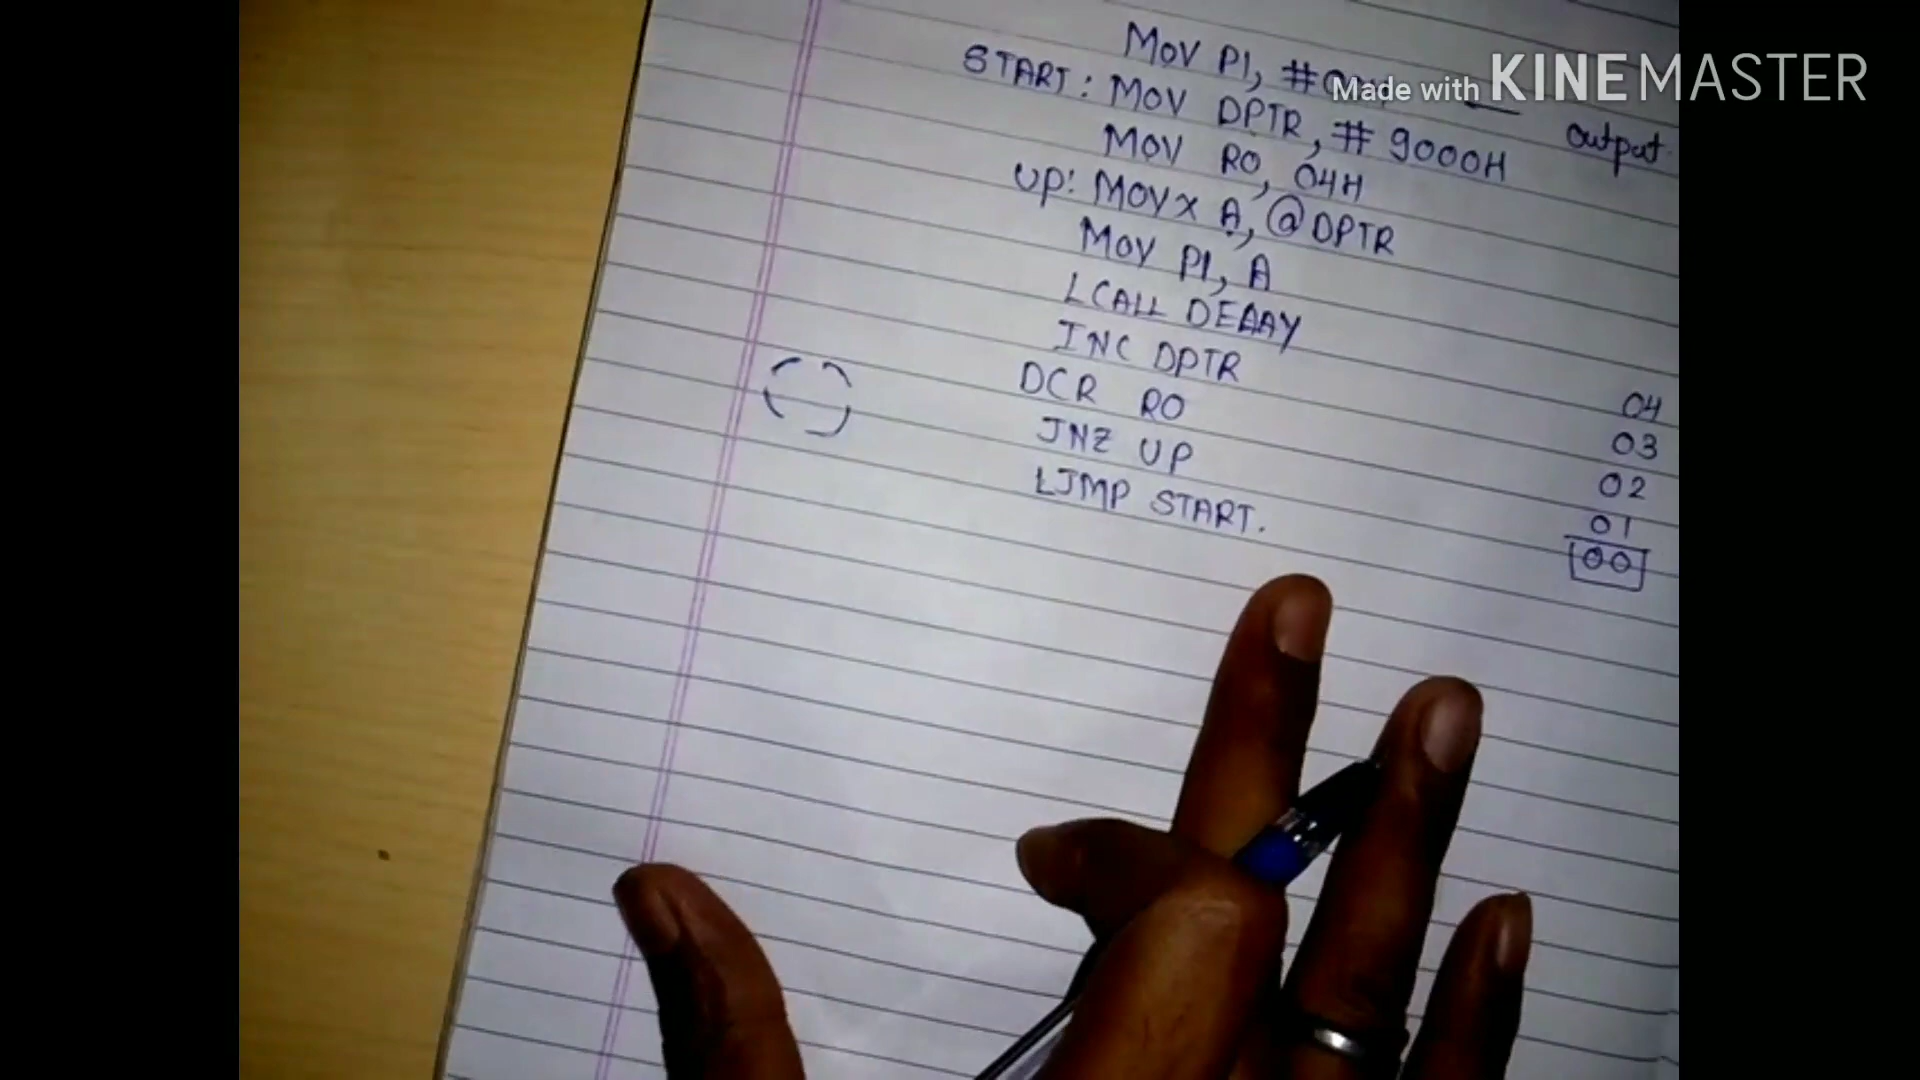 MOV P1, #
Made with KINEMASTER
output.
START: MOV DPTR, # 9000H
MOV R0, 04H
UP: MOVX A, @DPTR
MOV P1, A
LCALL DELAY
INC DPTR
DCR R0
JNZ UP
LJMP START.
04
03
02
01
00